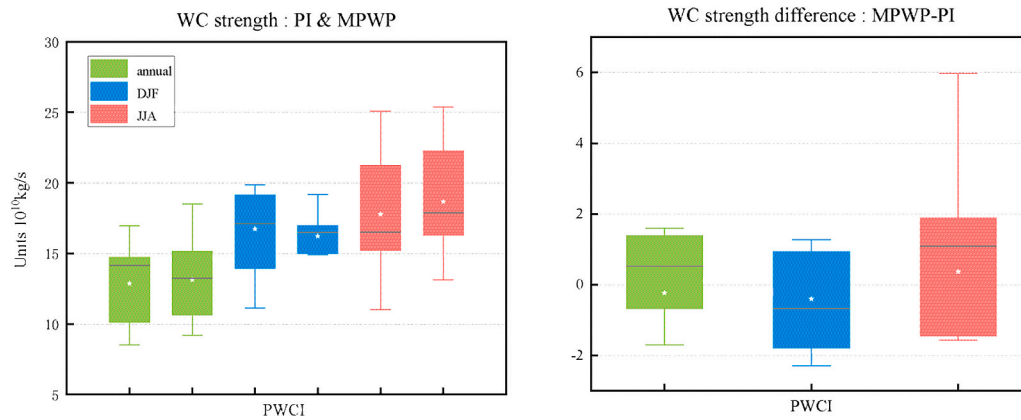 WC strength : PI & MPWP
30
25
20
15
10
5
Units 10¹⁰kg/s
annual
DJF
JJA
PWCI
WC strength difference : MPWP-PI
6
4
2
0
-2
PWCI